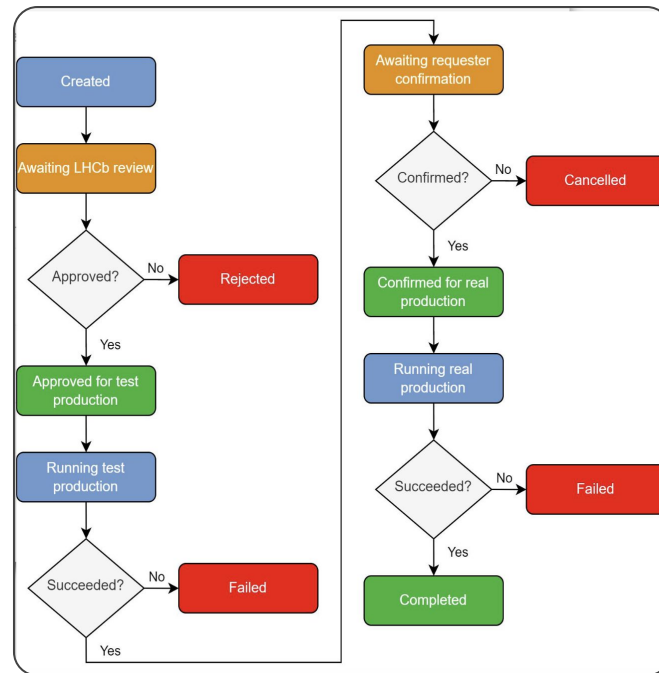 Created
Awaiting LHCb review
Approved?
No
Rejected
Yes
Approved for test
production
Running test
production
Succeeded?
No
Failed
Yes
Awaiting requester
confirmation
Confirmed?
No
Cancelled
Yes
Confirmed for real
production
Running real
production
Succeeded?
No
Failed
Yes
Completed